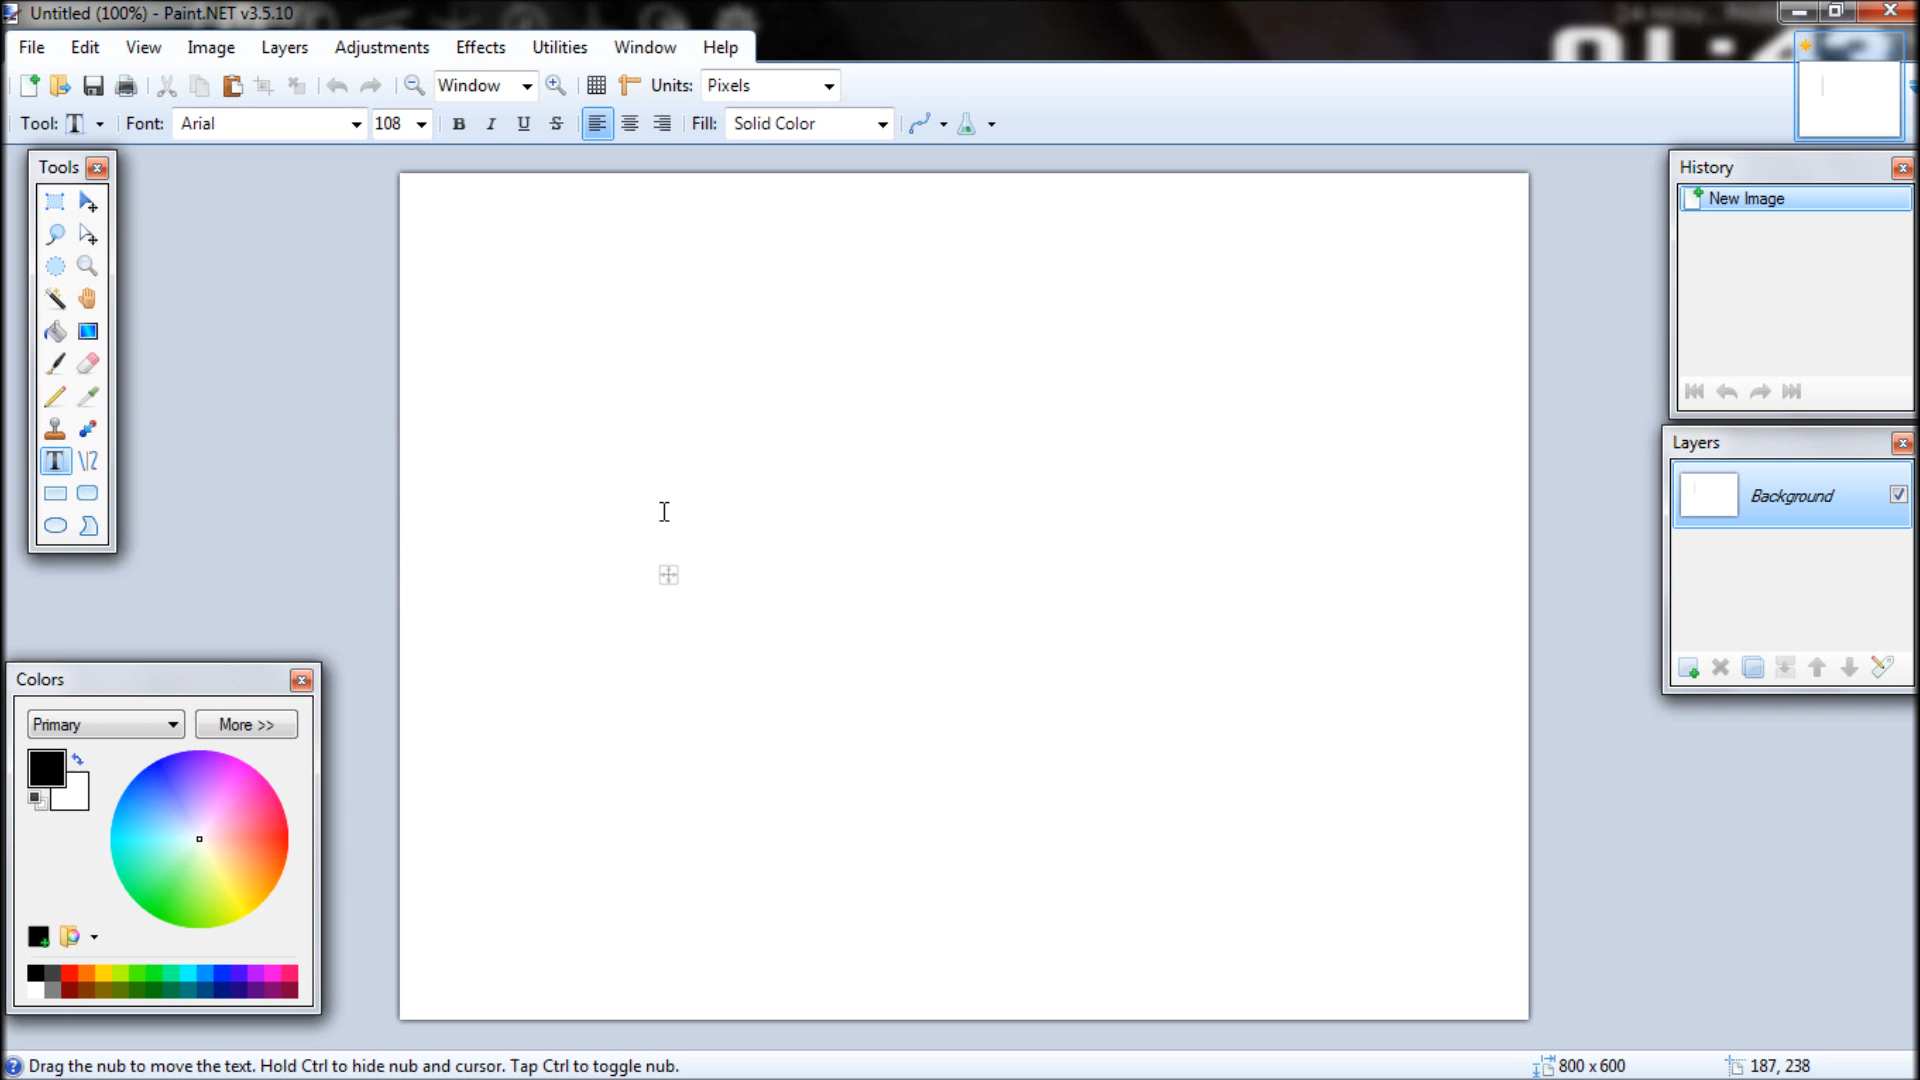 Untitled (100%) - Paint.NET v3.5.10
File Edit View Image Layers Adjustments Effects Utilities Window Help
Window Units: Pixels
Tool: T Font: Arial 108 B I U S Fill: Solid Color
Tools
History
New Image
Layers
Background
Colors
Primary More >>
Drag the nub to move the text. Hold Ctrl to hide nub and cursor. Tap Ctrl to toggle nub.
800 x 600
187, 238